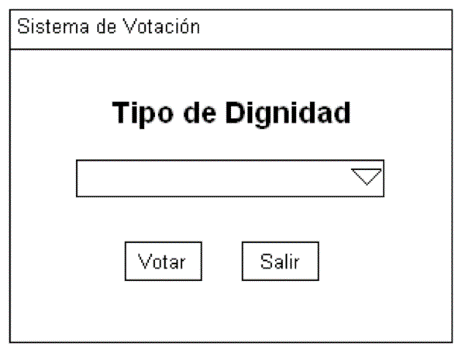 Sistema de Votación
Tipo de Dignidad
Votar Salir